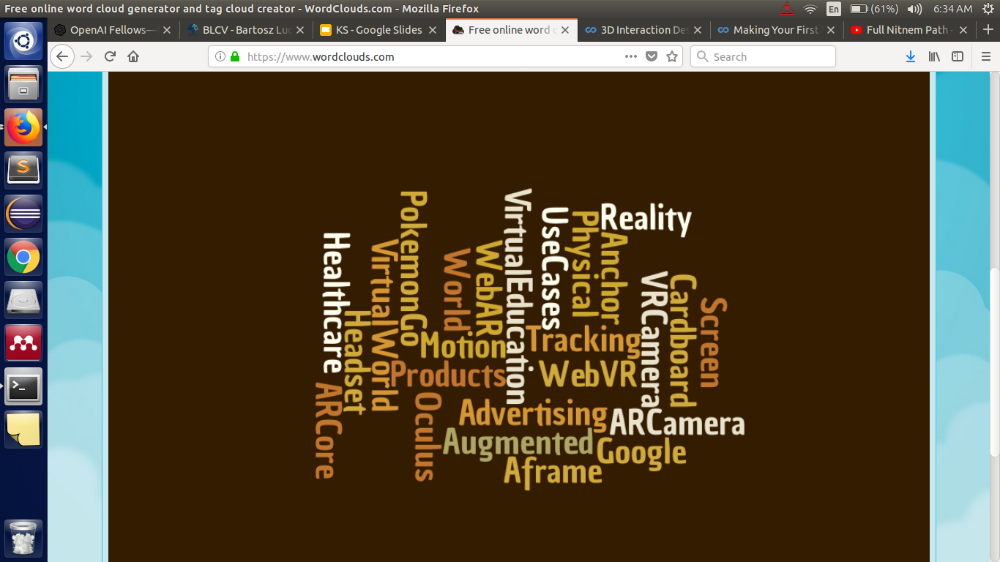 Free online word cloud generator and tag cloud creator - WordClouds.com - Mozilla Firefox
En
(61%)
6:34 AM
OpenAI Fellows—
BLCV - Bartosz Lud
KS - Google Slides
Free online word c
3D Interaction Des
Making Your First
Full Nitnem Path -
https://www.wordclouds.com
Search
PokemonGo
VirtualEducation
UseCases
Physical
Reality
Healthcare
VirtualWorld
World
WebAR
Anchor
VRCamera
Cardboard
Screen
Headset
Motion
Tracking
Products
WebVR
ARCore
Oculus
Advertising
ARCamera
Augmented
Google
Aframe